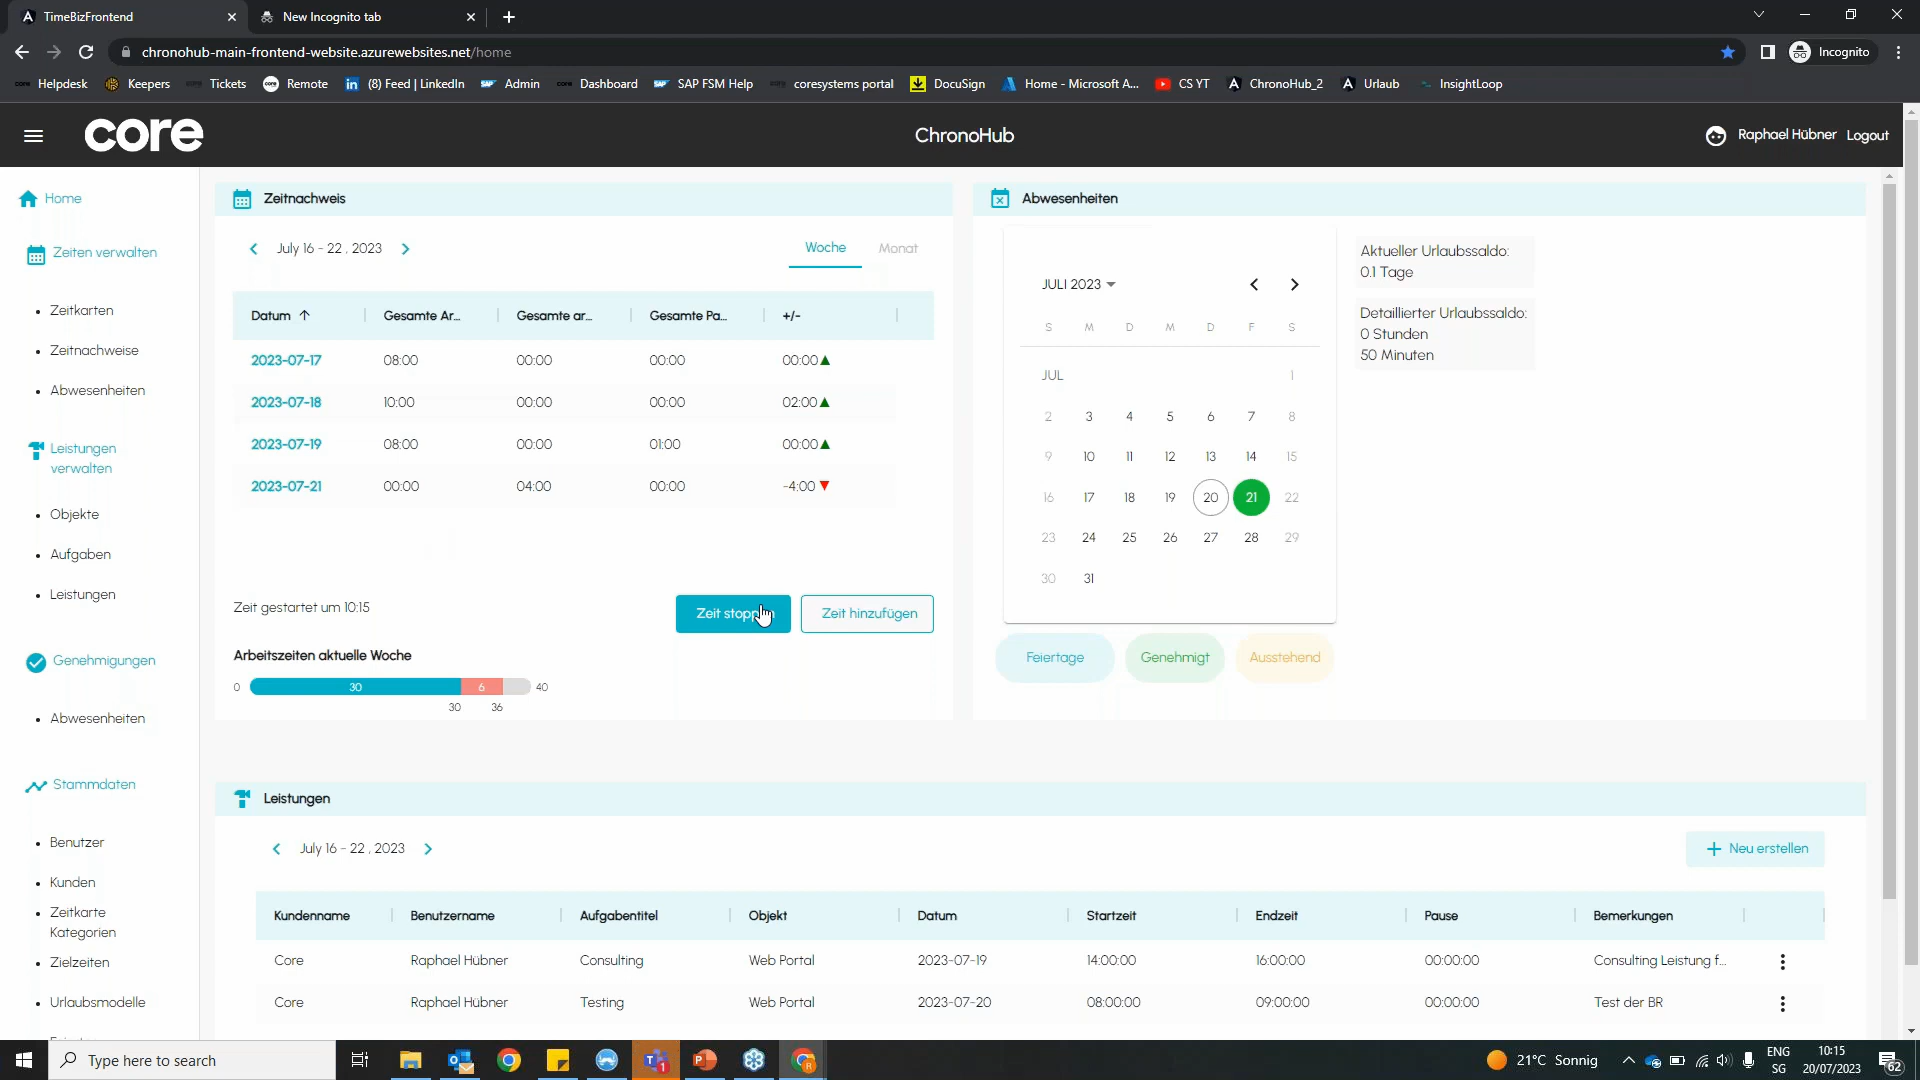 TimeBizFrontend
New Incognito tab
chronohub-main-frontend-website.azurewebsites.net/home
Incognito
Helpdesk
Keepers
Tickets
Remote
(8) Feed | LinkedIn
Admin
Dashboard
SAP FSM Help
coresystems portal
DocuSign
Home - Microsoft A...
CS YT
ChronoHub_2
Urlaub
InsightLoop
core
ChronoHub
Raphael Hübner Logout
Home
Zeiten verwalten
Zeitkarten
Zeitnachweise
Abwesenheiten
Leistungen
verwalten
Objekte
Aufgaben
Leistungen
Genehmigungen
Abwesenheiten
Stammdaten
Benutzer
Kunden
Zeitkarte
Kategorien
Zielzeiten
Urlaubsmodelle
Zeitnachweis
July 16 - 22 , 2023
Woche
Monat
Datum Gesamte Ar... Gesamte ar... Gesamte Pa... +/-
2023-07-17 08:00 00:00 00:00 00:00
2023-07-18 10:00 00:00 00:00 02:00
2023-07-19 08:00 00:00 01:00 00:00
2023-07-21 00:00 04:00 00:00 -4:00
Zeit gestartet um 10:15
Zeit hinzufügen
Arbeitszeiten aktuelle Woche
0 30 6 40
30 36
Abwesenheiten
JULI 2023
S M D M D F S
JUL 1
2 3 4 5 6 7 8
9 10 11 12 13 14 15
16 17 18 19 20 21 22
23 24 25 26 27 28 29
30 31
Feiertage
Genehmigt
Ausstehend
Aktueller Urlaubssaldo:
0.1 Tage
Detaillierter Urlaubssaldo:
0 Stunden
50 Minuten
Leistungen
July 16 - 22 , 2023
+ Neu erstellen
Kundenname Benutzername Aufgabentitel Objekt Datum Startzeit Endzeit Pause Bemerkungen
Core Raphael Hübner Consulting Web Portal 2023-07-19 14:00:00 16:00:00 00:00:00 Consulting Leistung f...
Core Raphael Hübner Testing Web Portal 2023-07-20 08:00:00 09:00:00 00:00:00 Test der BR
Type here to search
21°C Sonnig
ENG
SG
10:15
20/07/2023
62